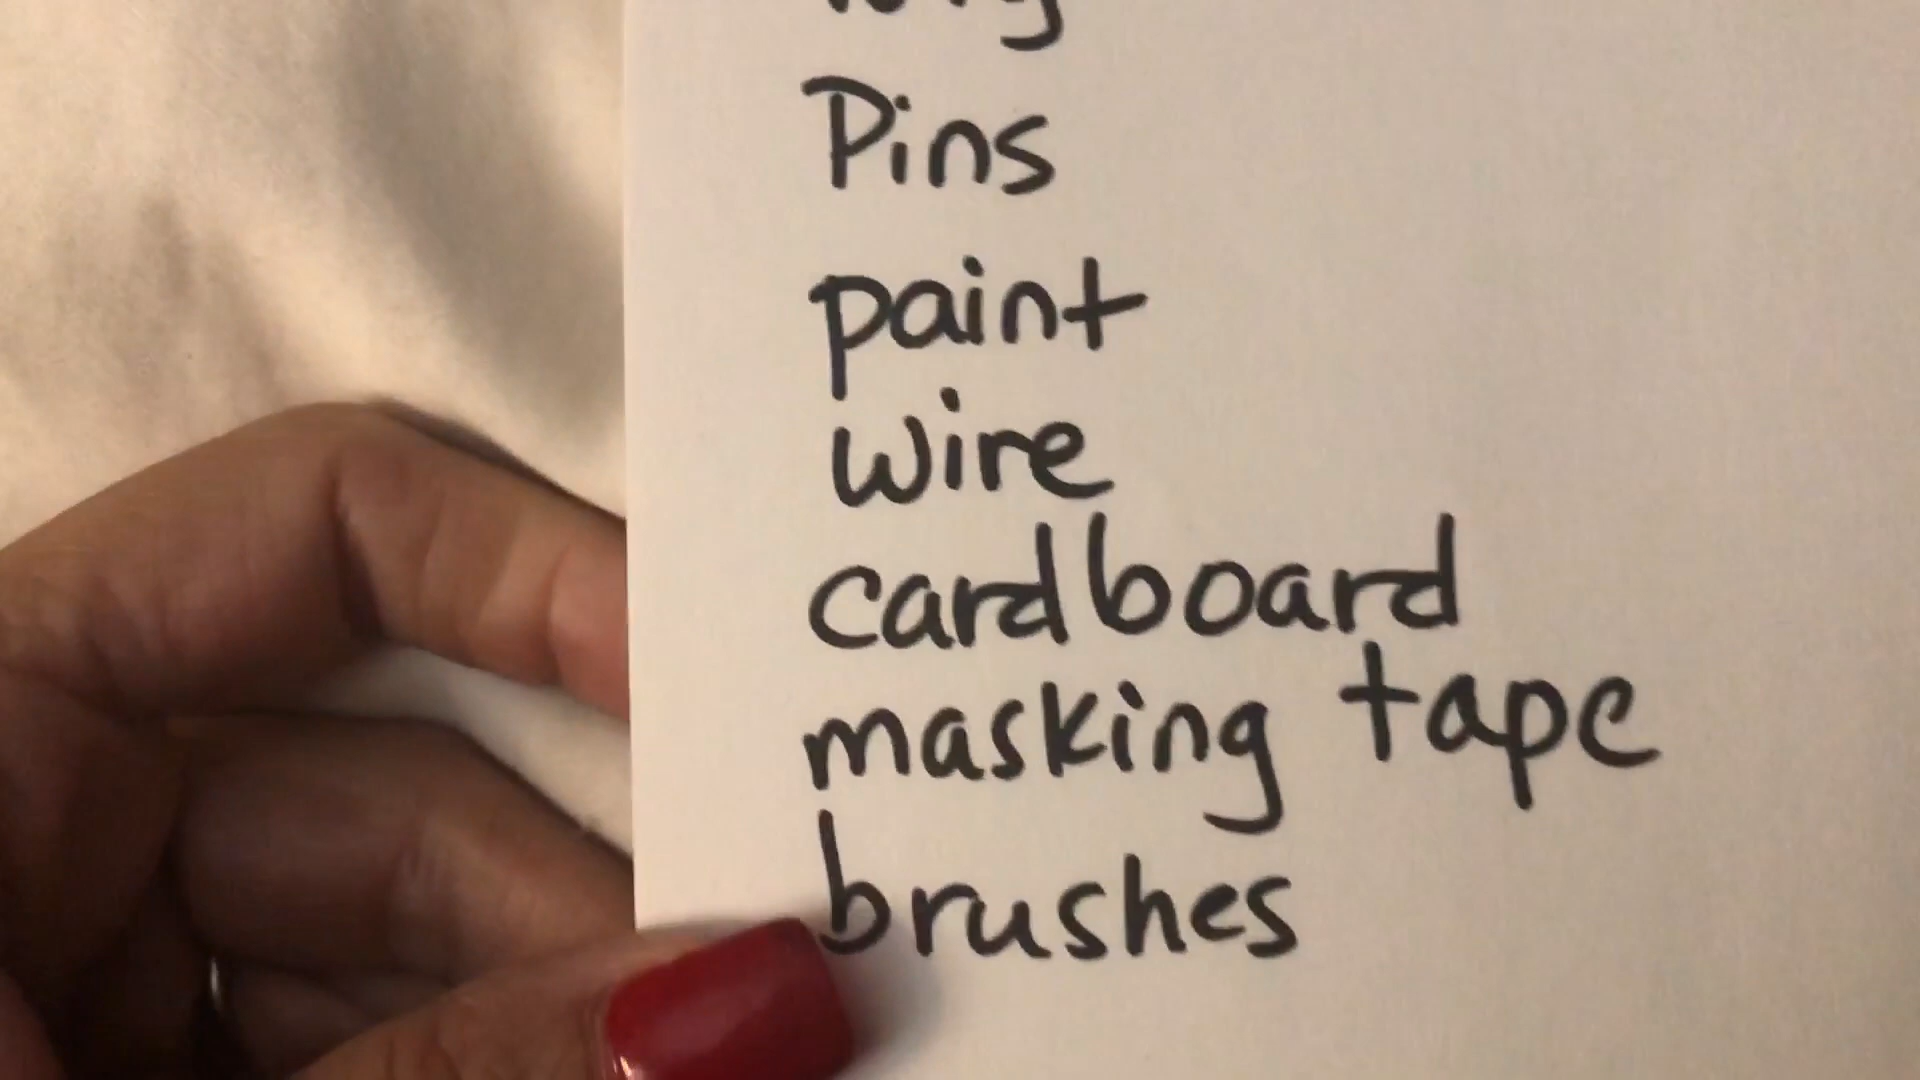 Pins
paint
wire
cardboard
masking tape
brushes